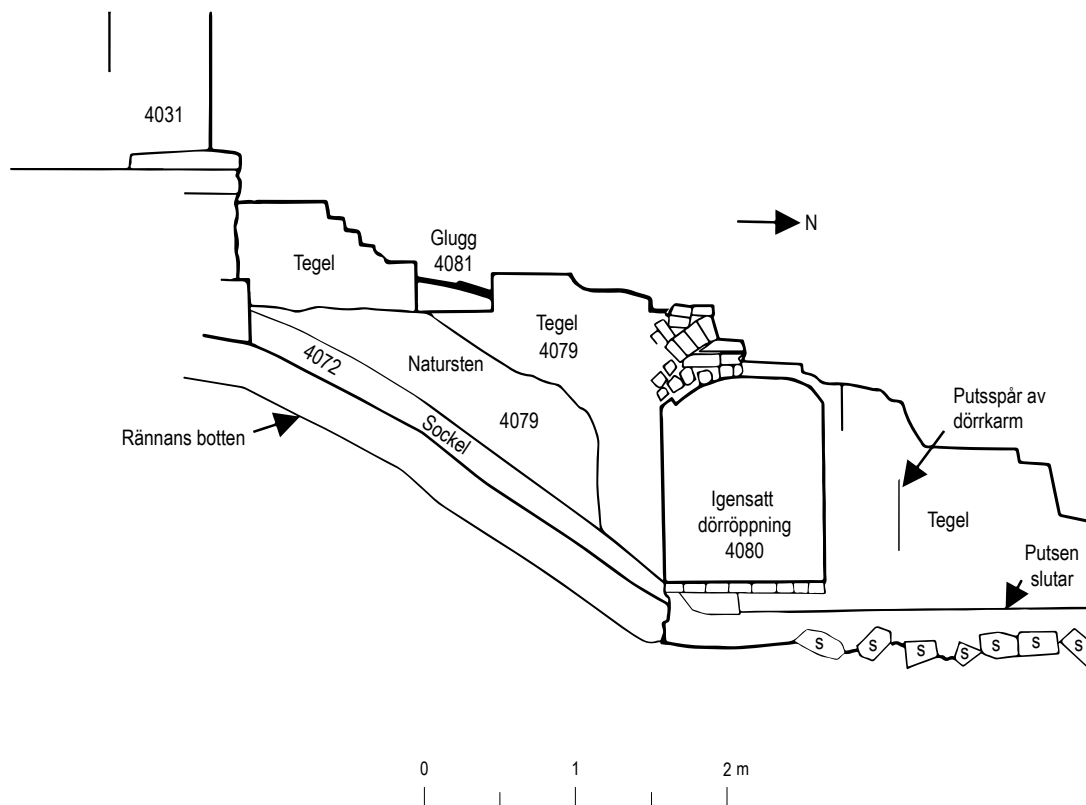 4031
N
Glugg
4081
Tegel
Tegel
4079
4072
Natursten
Sockel
4079
Rännans botten
Putsspår av
dörrkarm
Igensatt
dörröppning
4080
Tegel
Putsen
slutar
S S S S S S S
0 1 2 m